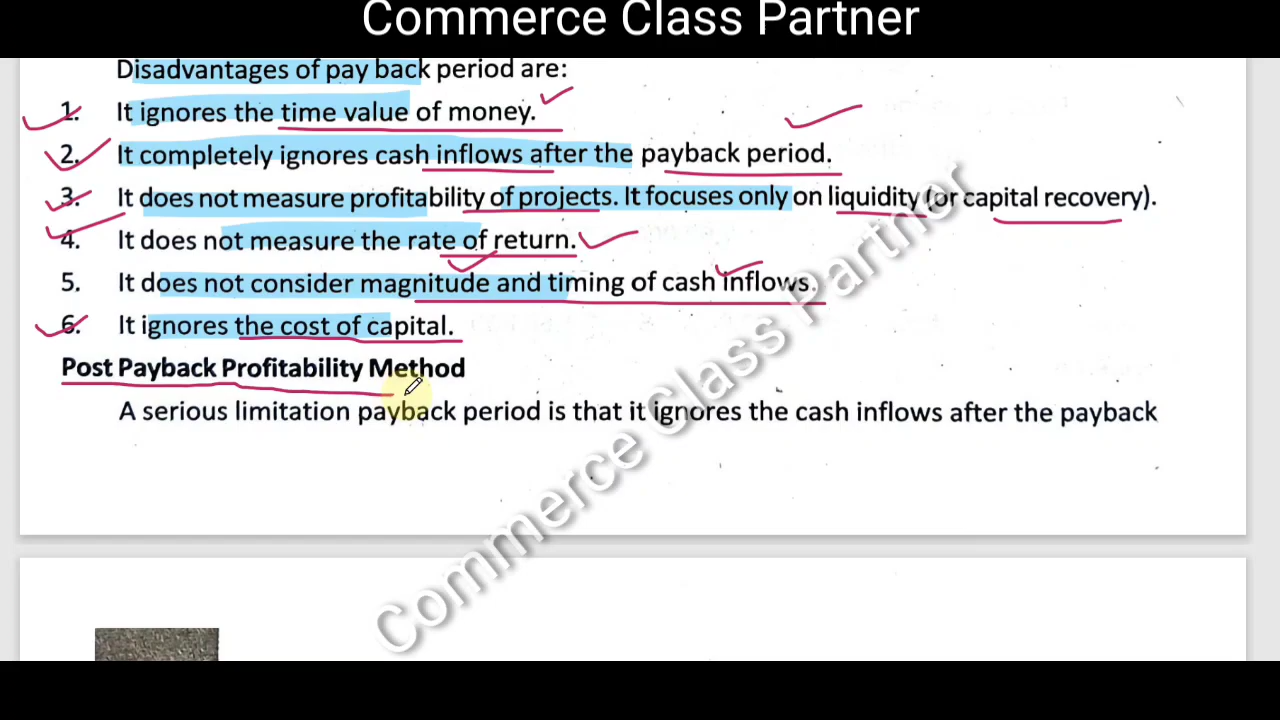 Commerce Class Partner
Disadvantages of pay back period are:
1. It ignores the time value of money.
2. It completely ignores cash inflows after the payback period.
3. It does not measure profitability of projects. It focuses only on liquidity (or capital recovery).
4. It does not measure the rate of return.
5. It does not consider magnitude and timing of cash inflows.
6. It ignores the cost of capital.
Post Payback Profitability Method
A serious limitation payback period is that it ignores the cash inflows after the payback
Commerce Class Partner